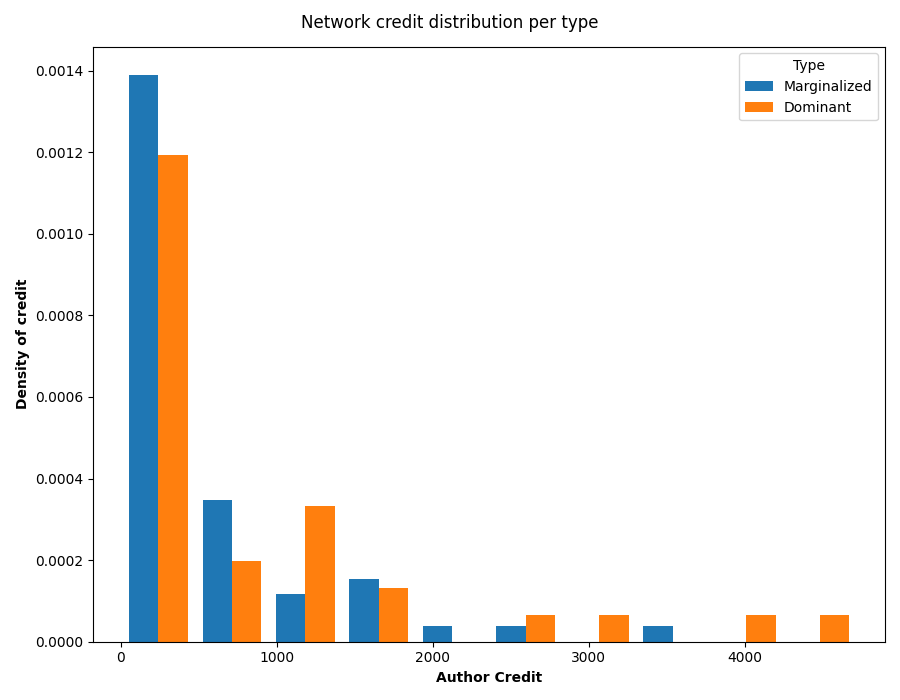 Network credit distribution per type
Type
Marginalized
Dominant
0.0014
0.0012
0.0010
0.0008
0.0006
0.0004
0.0002
0.0000
Density of credit
0 1000 2000 3000 4000
Author Credit